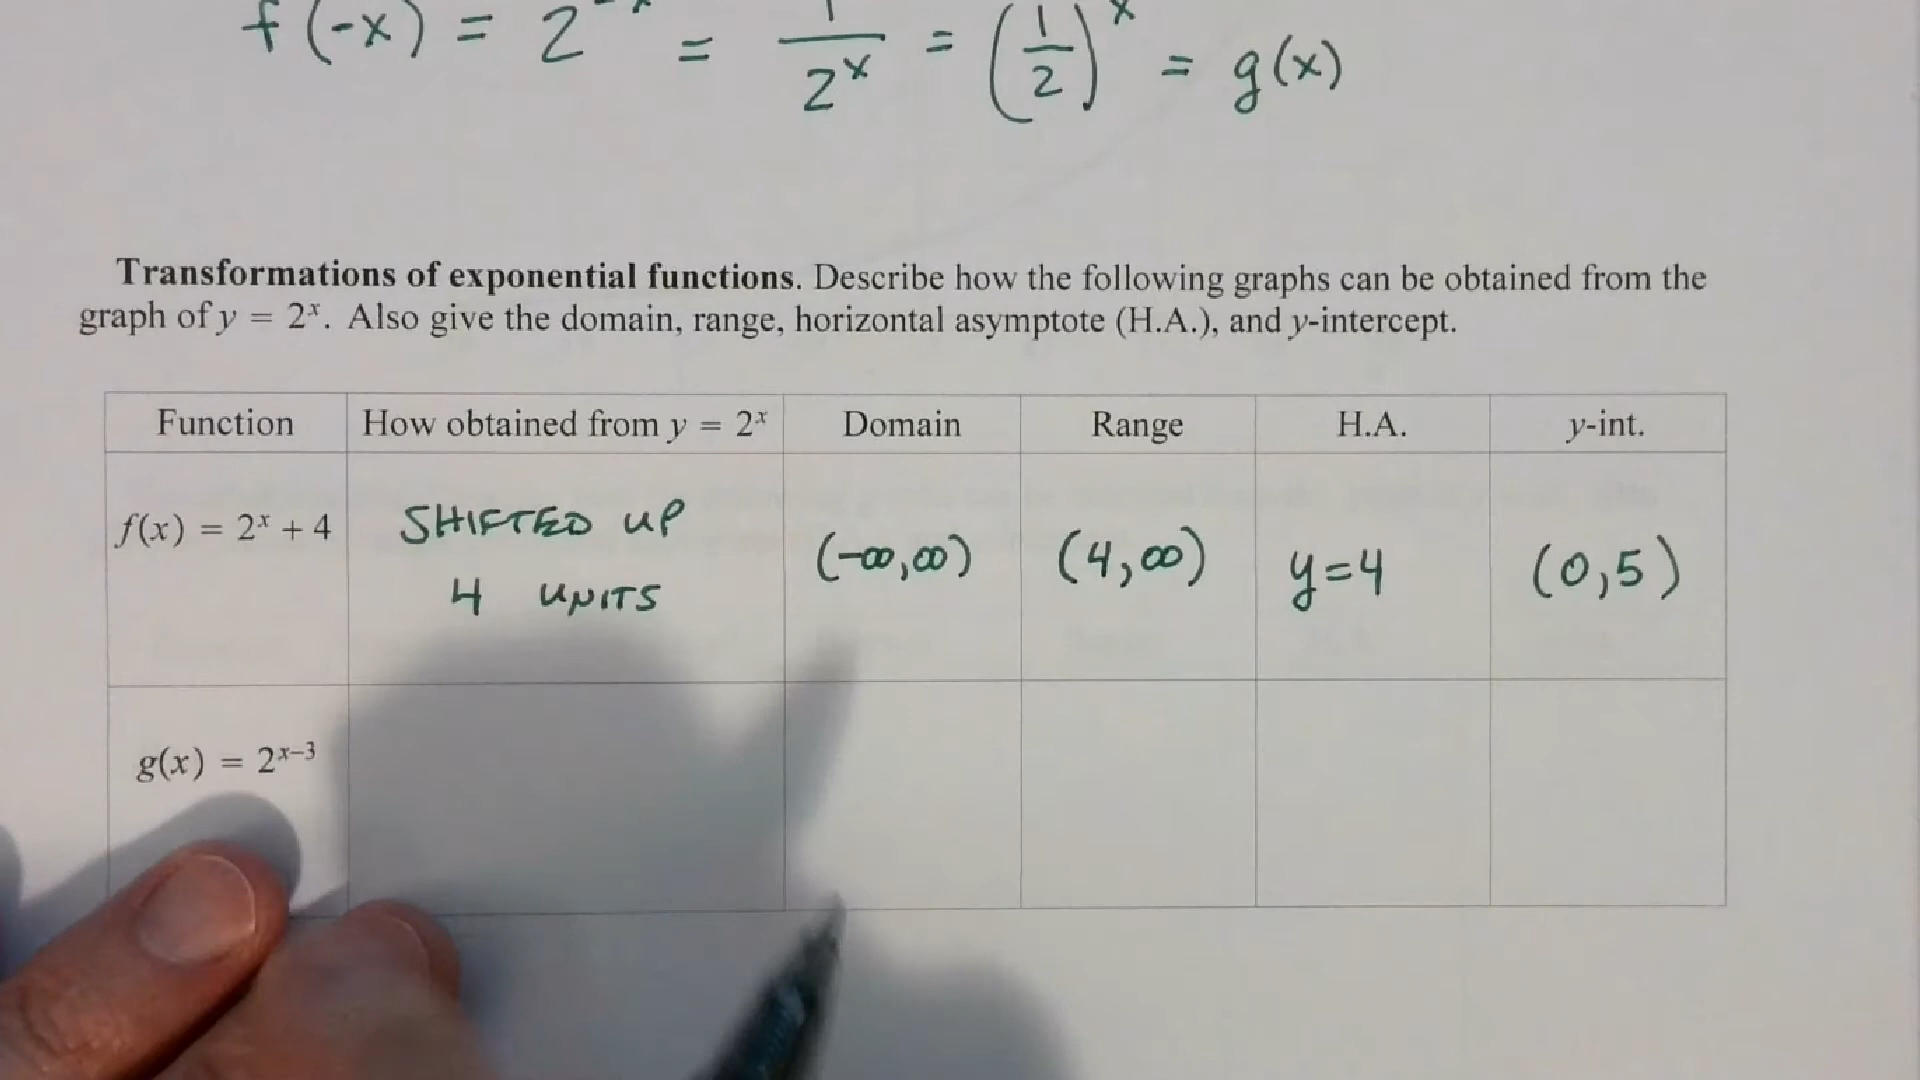 f(-x) = 2^-x = 1/2^x = (1/2)^x = g(x)
Transformations of exponential functions. Describe how the following graphs can be obtained from the
graph of y = 2^x. Also give the domain, range, horizontal asymptote (H.A.), and y-intercept.
Function How obtained from y = 2^x Domain Range H.A. y-int.
f(x) = 2^x + 4 SHIFTED UP 4 UNITS (-∞,∞) (4,∞) y=4 (0,5)
g(x) = 2^x–3